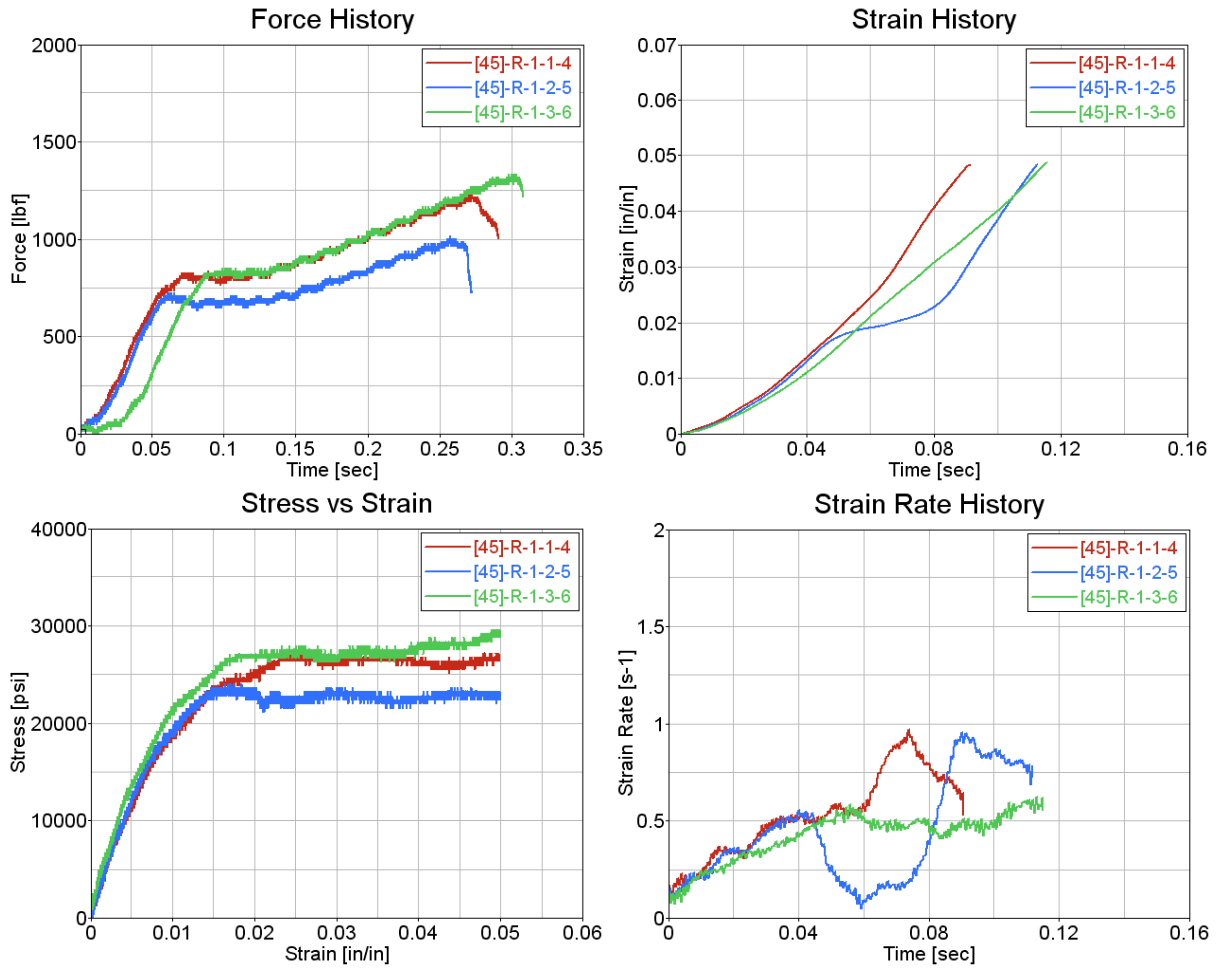 Force History
2000
1500
1000
500
0
0
0.05
0.1
0.15
0.2
0.25
0.3
0.35
Force [lbf]
Time [sec]
[45]-R-1-1-4
[45]-R-1-2-5
[45]-R-1-3-6
Strain History
0.07
0.06
0.05
0.04
0.03
0.02
0.01
0
0
0.04
0.08
0.12
0.16
Strain [in/in]
Time [sec]
[45]-R-1-1-4
[45]-R-1-2-5
[45]-R-1-3-6
Stress vs Strain
40000
30000
20000
10000
0
0
0.01
0.02
0.03
0.04
0.05
0.06
Stress [psi]
Strain [in/in]
[45]-R-1-1-4
[45]-R-1-2-5
[45]-R-1-3-6
Strain Rate History
2
1.5
1
0.5
0
0
0.04
0.08
0.12
0.16
Strain Rate [s-1]
Time [sec]
[45]-R-1-1-4
[45]-R-1-2-5
[45]-R-1-3-6